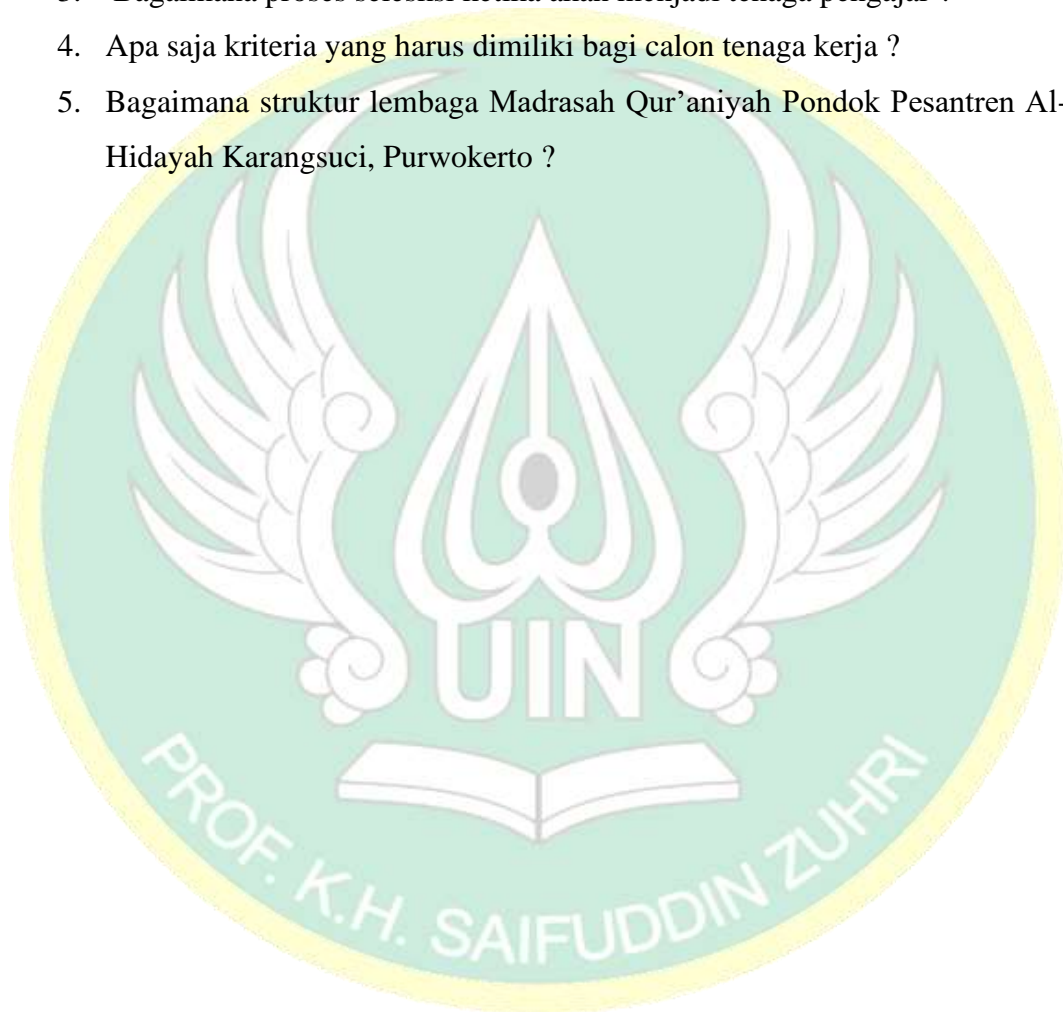 3. Bagaimana proses selesksi ketika akan menjadi tenaga pengajar ?
4. Apa saja kriteria yang harus dimiliki bagi calon tenaga kerja ?
5. Bagaimana struktur lembaga Madrasah Qur’aniyah Pondok Pesantren Al-
Hidayah Karangsuci, Purwokerto ?
UIN
PROF. K.H. SAIFUDDIN ZUHRI